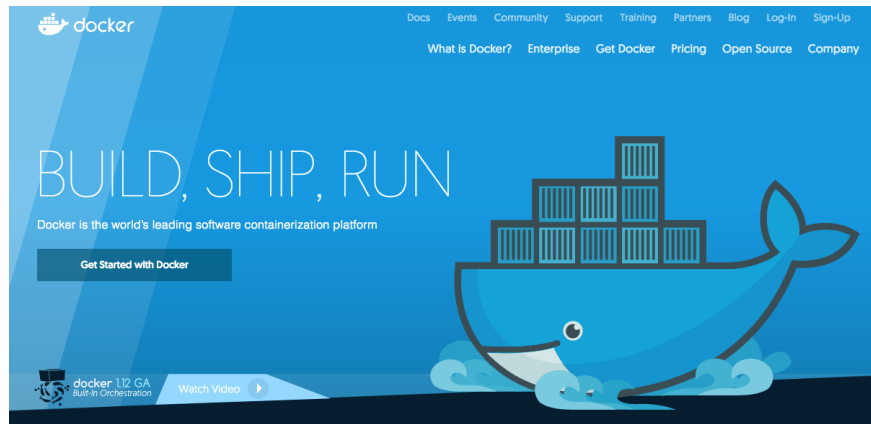 docker
Docs Events Community Support Training Partners Blog Log-In Sign-Up
What is Docker? Enterprise Get Docker Pricing Open Source Company
BUILD, SHIP, RUN
Docker is the world's leading software containerization platform
Get Started with Docker
docker 1.12 GA
Built-In Orchestration
Watch Video